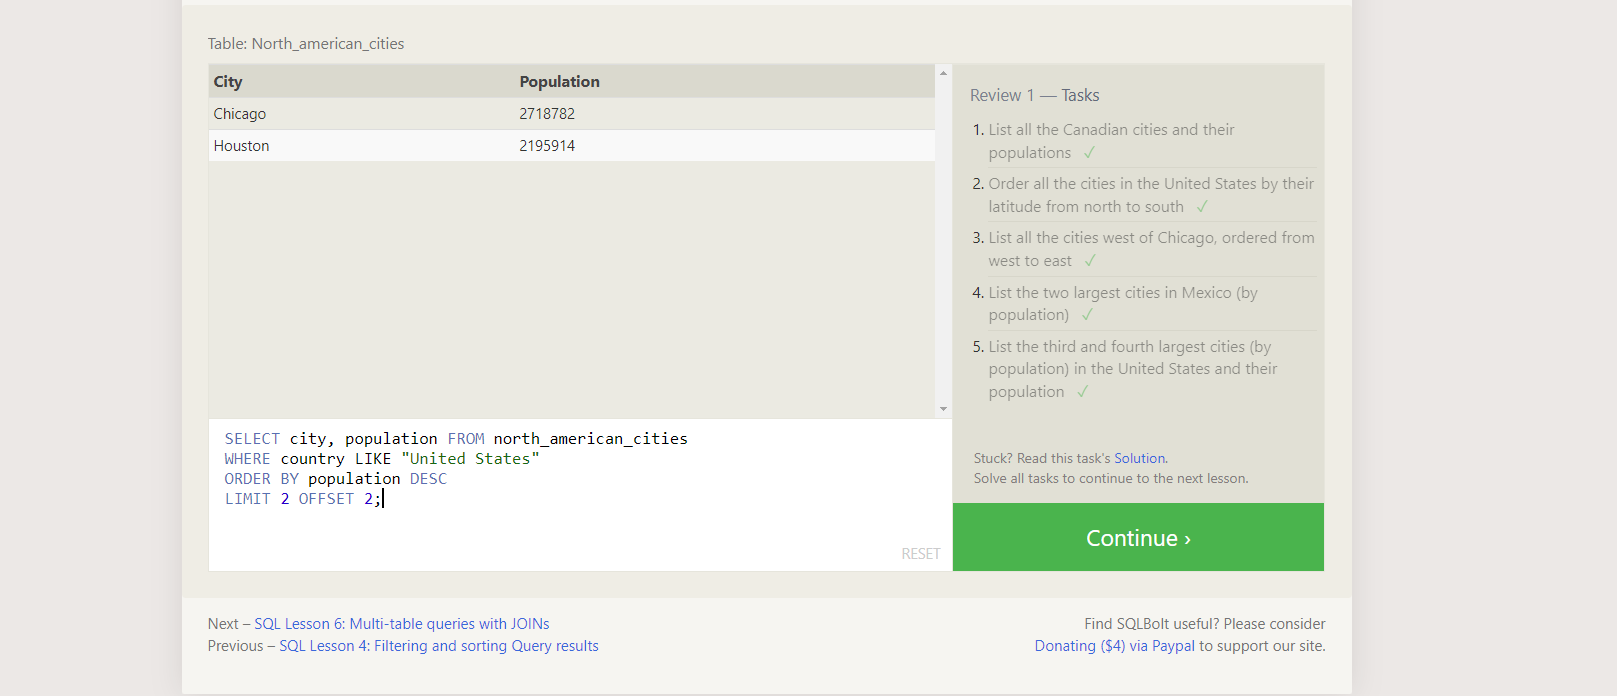 Table: North_american_cities
City Population
Chicago 2718782
Houston 2195914
SELECT city, population FROM north_american_cities
WHERE country LIKE "United States"
ORDER BY population DESC
LIMIT 2 OFFSET 2;
RESET
Review 1 — Tasks
1. List all the Canadian cities and their
populations ✓
2. Order all the cities in the United States by their
latitude from north to south ✓
3. List all the cities west of Chicago, ordered from
west to east ✓
4. List the two largest cities in Mexico (by
population) ✓
5. List the third and fourth largest cities (by
population) in the United States and their
population ✓
Stuck? Read this task's Solution.
Solve all tasks to continue to the next lesson.
Continue ›
Next – SQL Lesson 6: Multi-table queries with JOINs
Previous – SQL Lesson 4: Filtering and sorting Query results
Find SQLBolt useful? Please consider
Donating ($4) via Paypal to support our site.